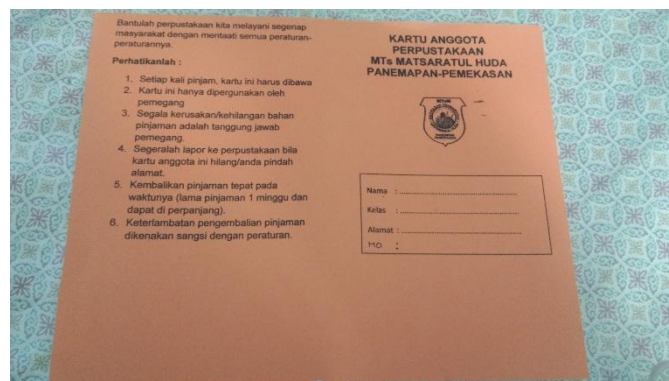 Bantulah perpustakaan kita melayani segenap
masyarakat dengan mentaati semua peraturan-
peraturannya.
Perhatikanlah :
1. Setiap kali pinjam, kartu ini harus dibawa
2. Kartu ini hanya dipergunakan oleh
pemegang
3. Segala kerusakan/kehilangan bahan
pinjaman adalah tanggung jawab
pemegang.
4. Segeralah lapor ke perpustakaan bila
kartu anggota ini hilang/anda pindah
alamat.
5. Kembalikan pinjaman tepat pada
waktunya (lama pinjaman 1 minggu dan
dapat di perpanjang).
6. Keterlambatan pengembalian pinjaman
dikenakan sangsi dengan peraturan.
KARTU ANGGOTA
PERPUSTAKAAN
MTs MATSARATUL HUDA
PANEMAPAN-PEMEKASAN
Nama : ..........................................
Kelas : ..........................................
Alamat : ..........................................
NO :